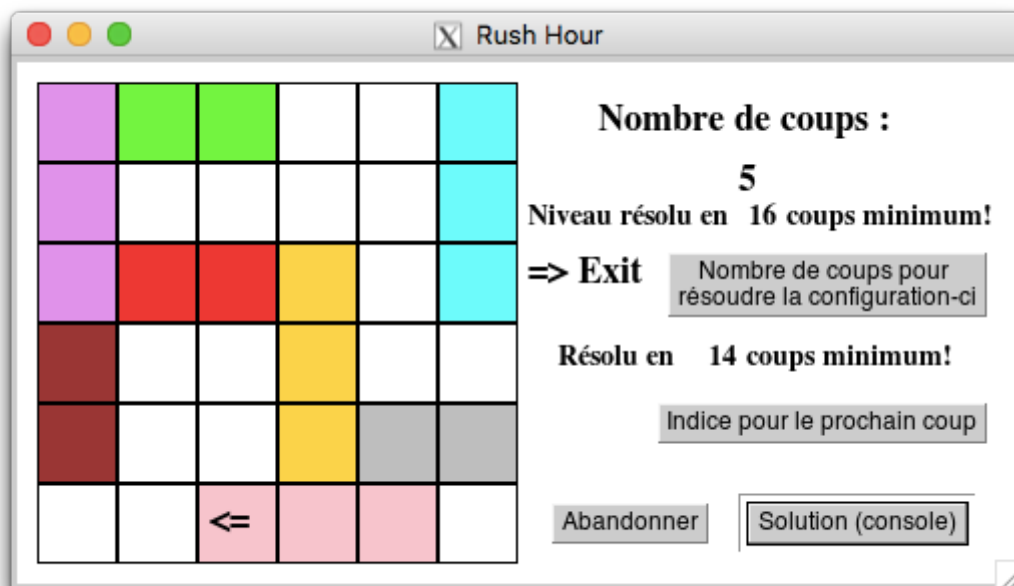 Rush Hour
Nombre de coups :
5
Niveau résolu en 16 coups minimum!
=> Exit
Nombre de coups pour
résoudre la configuration-ci
Résolu en 14 coups minimum!
Indice pour le prochain coup
<=
Abandonner
Solution (console)